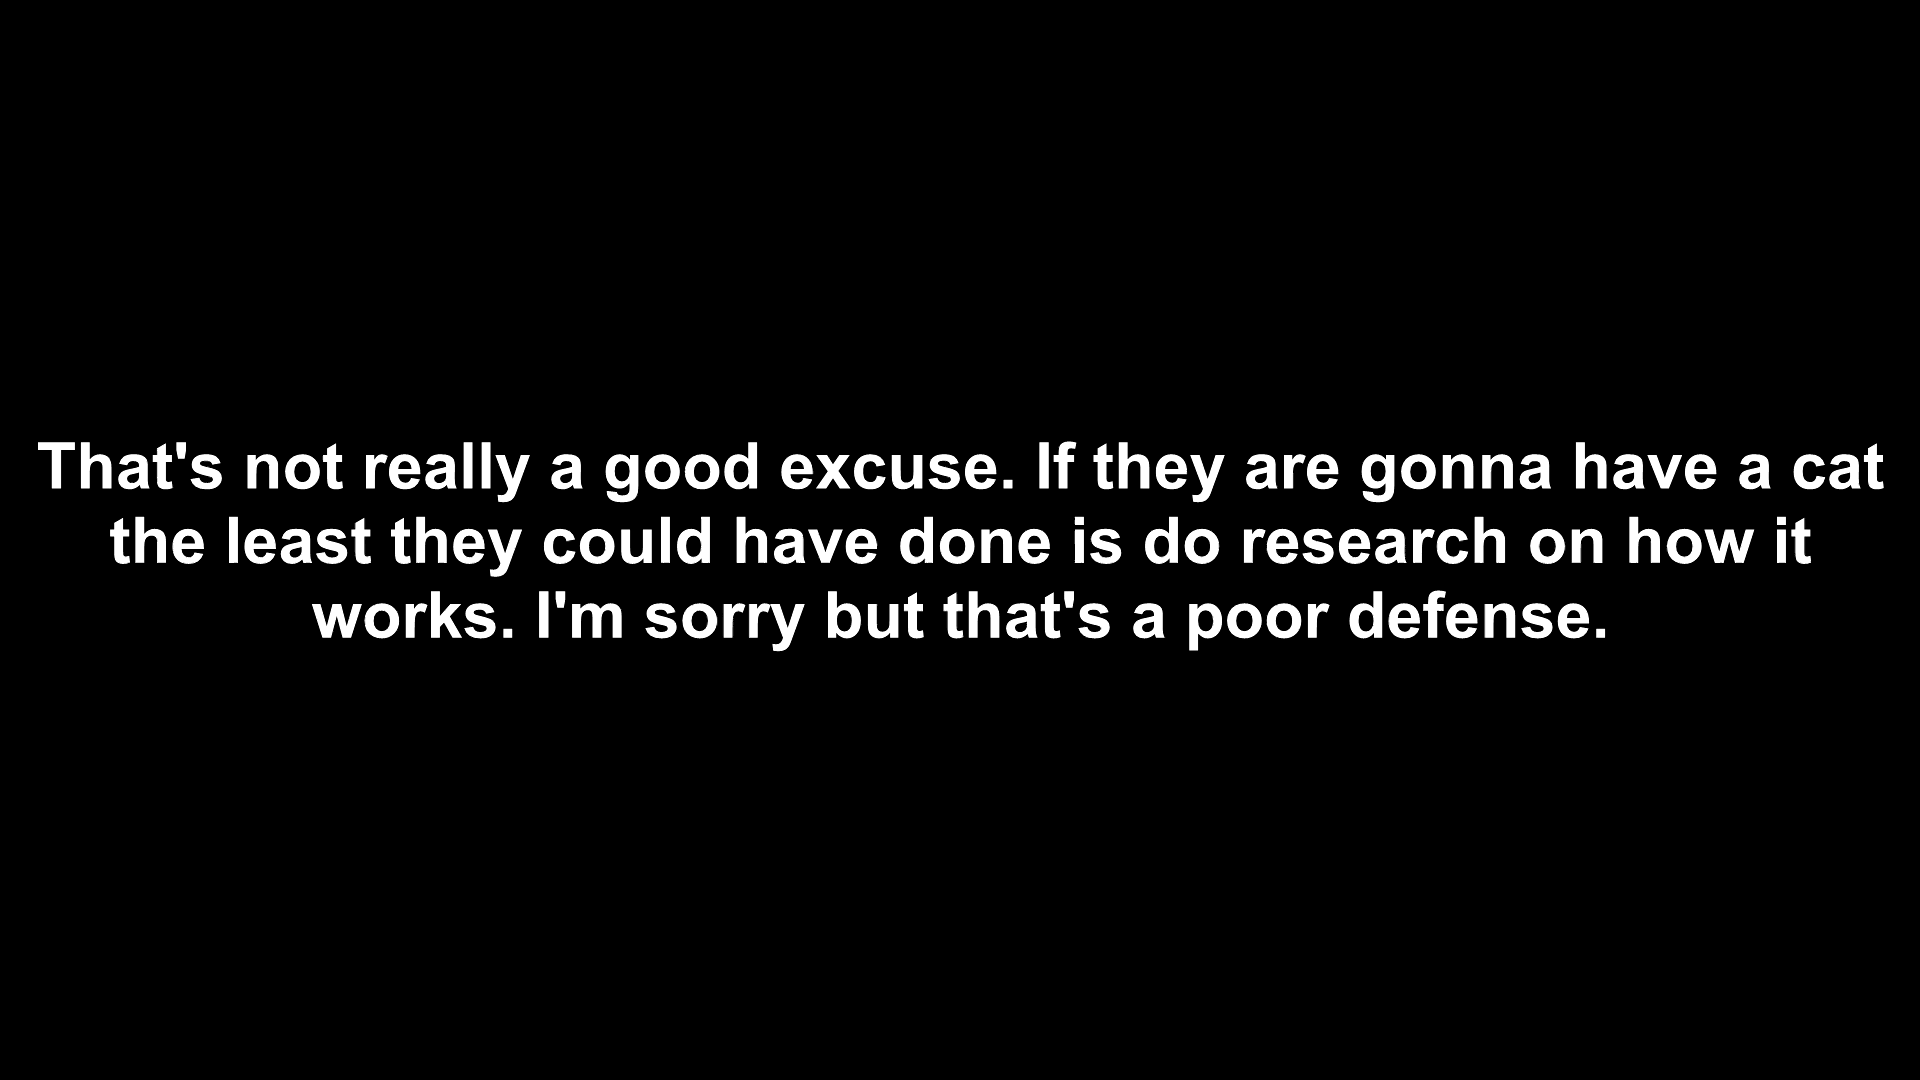 That's not really a good excuse. If they are gonna have a cat
the least they could have done is do research on how it
works. I'm sorry but that's a poor defense.